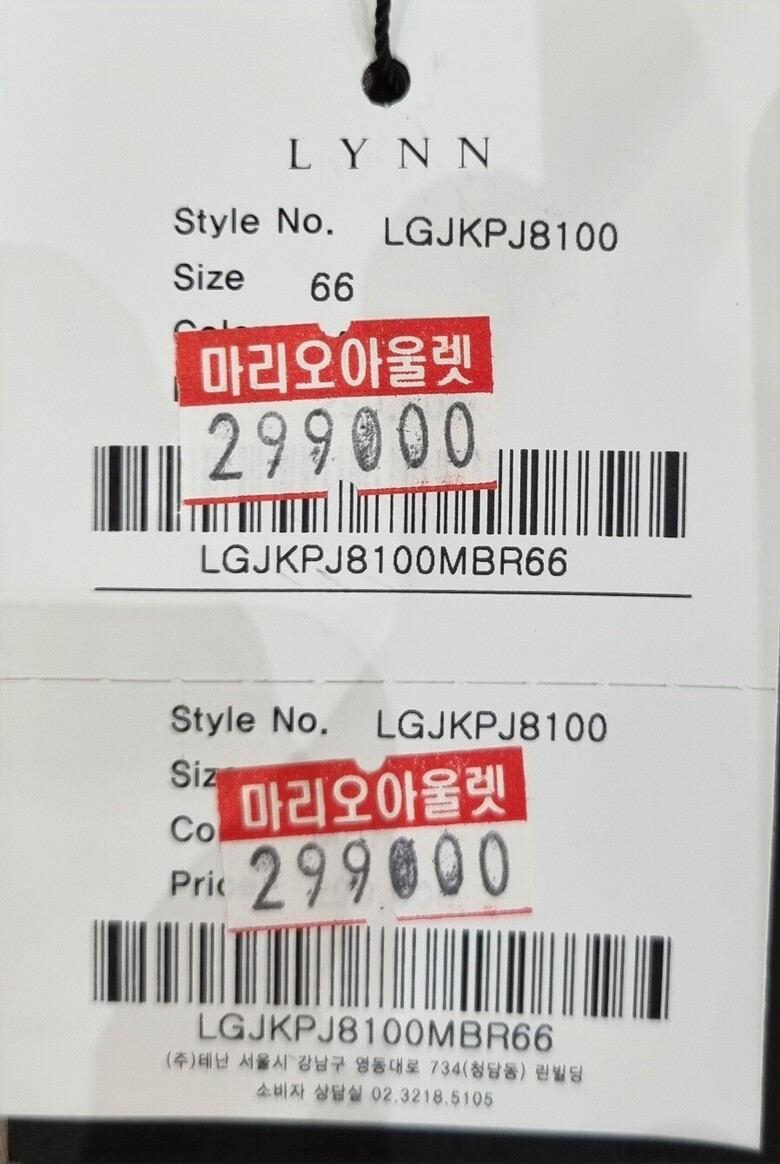 LYNN
Style No. LGJKPJ8100
Size 66
마리오아울렛
299000
LGJKPJ8100MBR66
Style No. LGJKPJ8100
마리오아울렛
299000
LGJKPJ8100MBR66
(주)테난 서울시 강남구 영동대로 734(청담동) 린빌딩
소비자 상담실 02.3218.5105